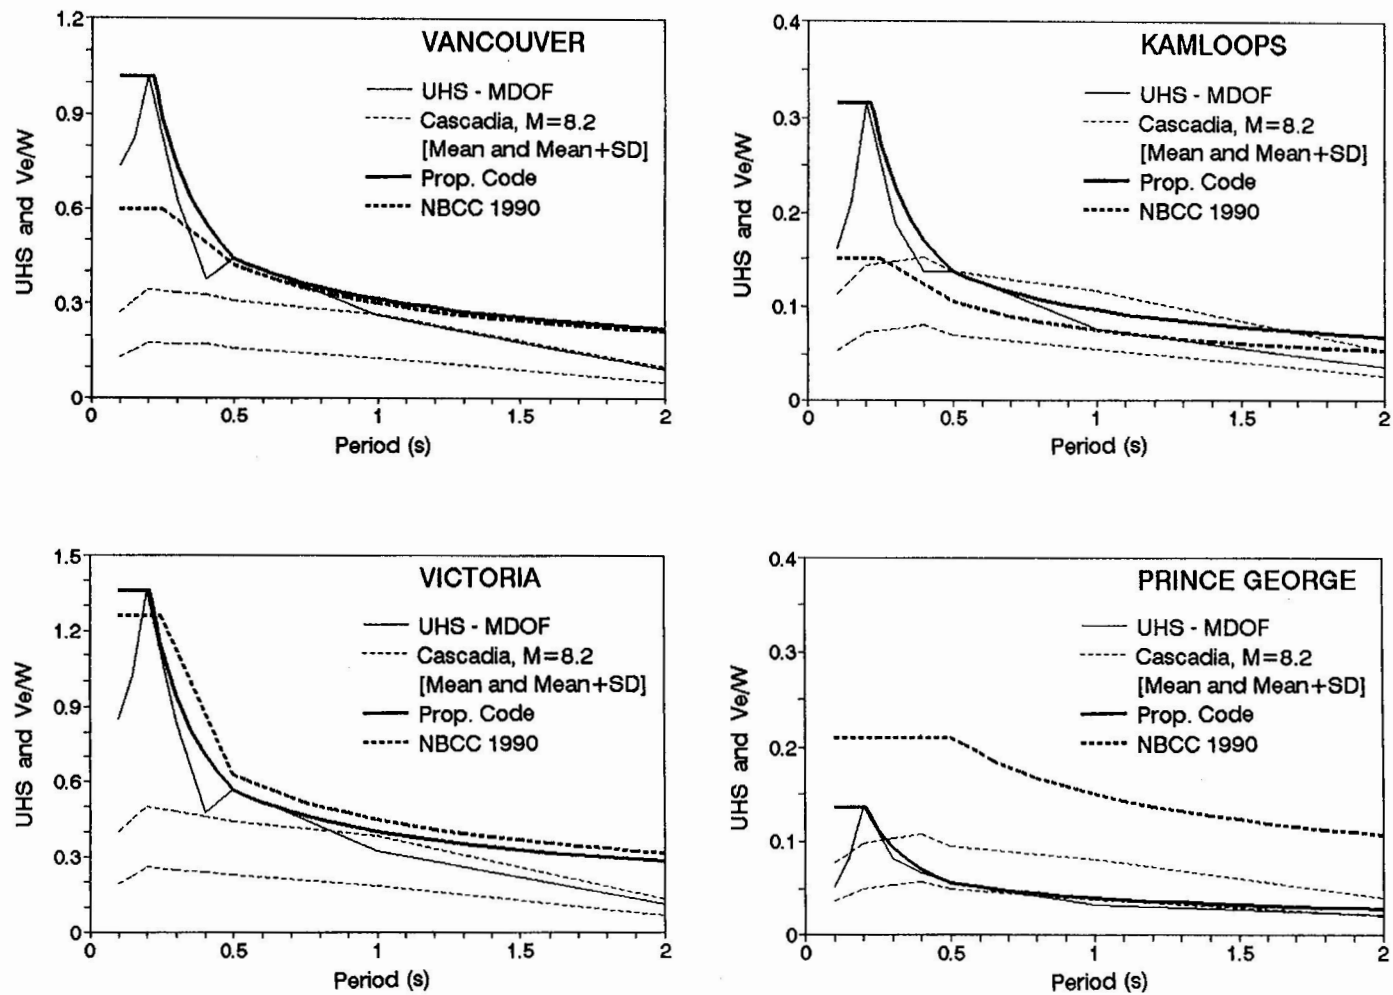 VANCOUVER
UHS and Ve/W
1.2
0.9
0.6
0.3
0
UHS - MDOF
Cascadia, M=8.2
[Mean and Mean+SD]
Prop. Code
NBCC 1990
0 0.5 1 1.5 2
Period (s)
KAMLOOPS
UHS and Ve/W
0.4
0.3
0.2
0.1
0
UHS - MDOF
Cascadia, M=8.2
[Mean and Mean+SD]
Prop. Code
NBCC 1990
0 0.5 1 1.5 2
Period (s)
VICTORIA
UHS and Ve/W
1.5
1.2
0.9
0.6
0.3
0
UHS - MDOF
Cascadia, M=8.2
[Mean and Mean+SD]
Prop. Code
NBCC 1990
0 0.5 1 1.5 2
Period (s)
PRINCE GEORGE
UHS and Ve/W
0.4
0.3
0.2
0.1
0
UHS - MDOF
Cascadia, M=8.2
[Mean and Mean+SD]
Prop. Code
NBCC 1990
0 0.5 1 1.5 2
Period (s)